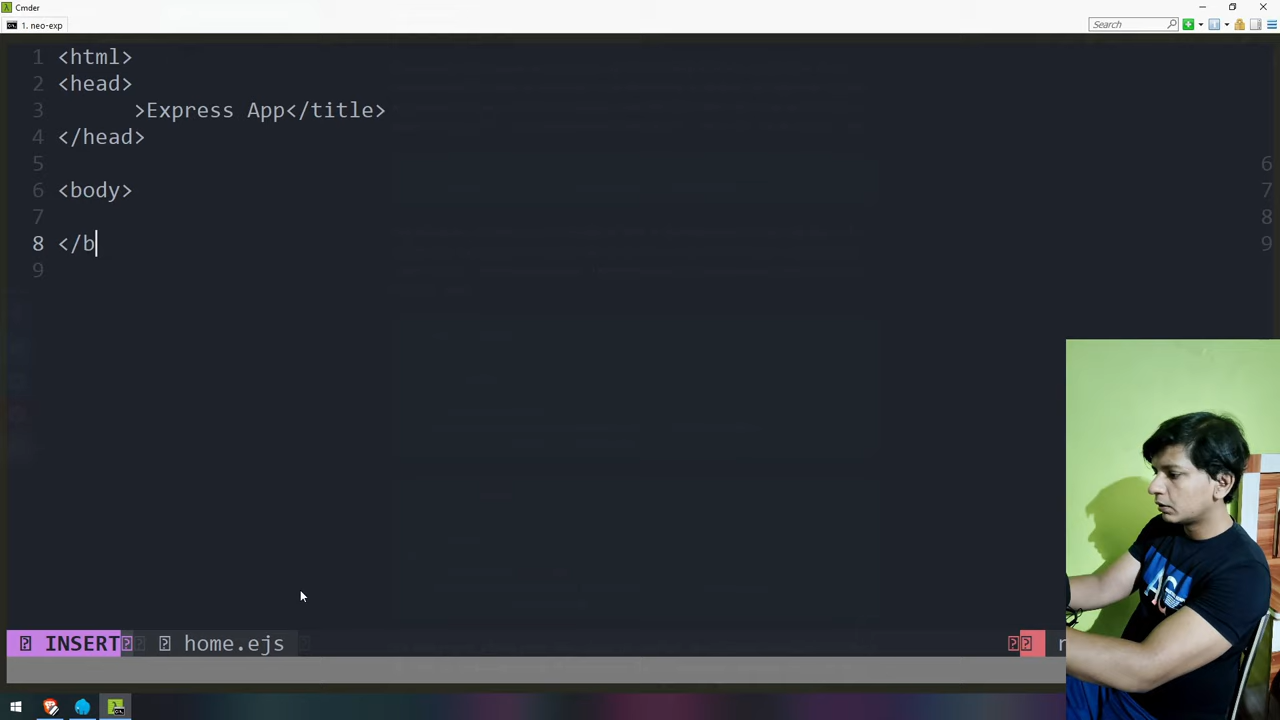 Cmder
1. neo-exp
Search
1 <html>
2 <head>
3 >Express App</title>
4 </head>
5
6 <body>
7
8 </b
9
6
7
8
9
INSERT home.ejs
AG